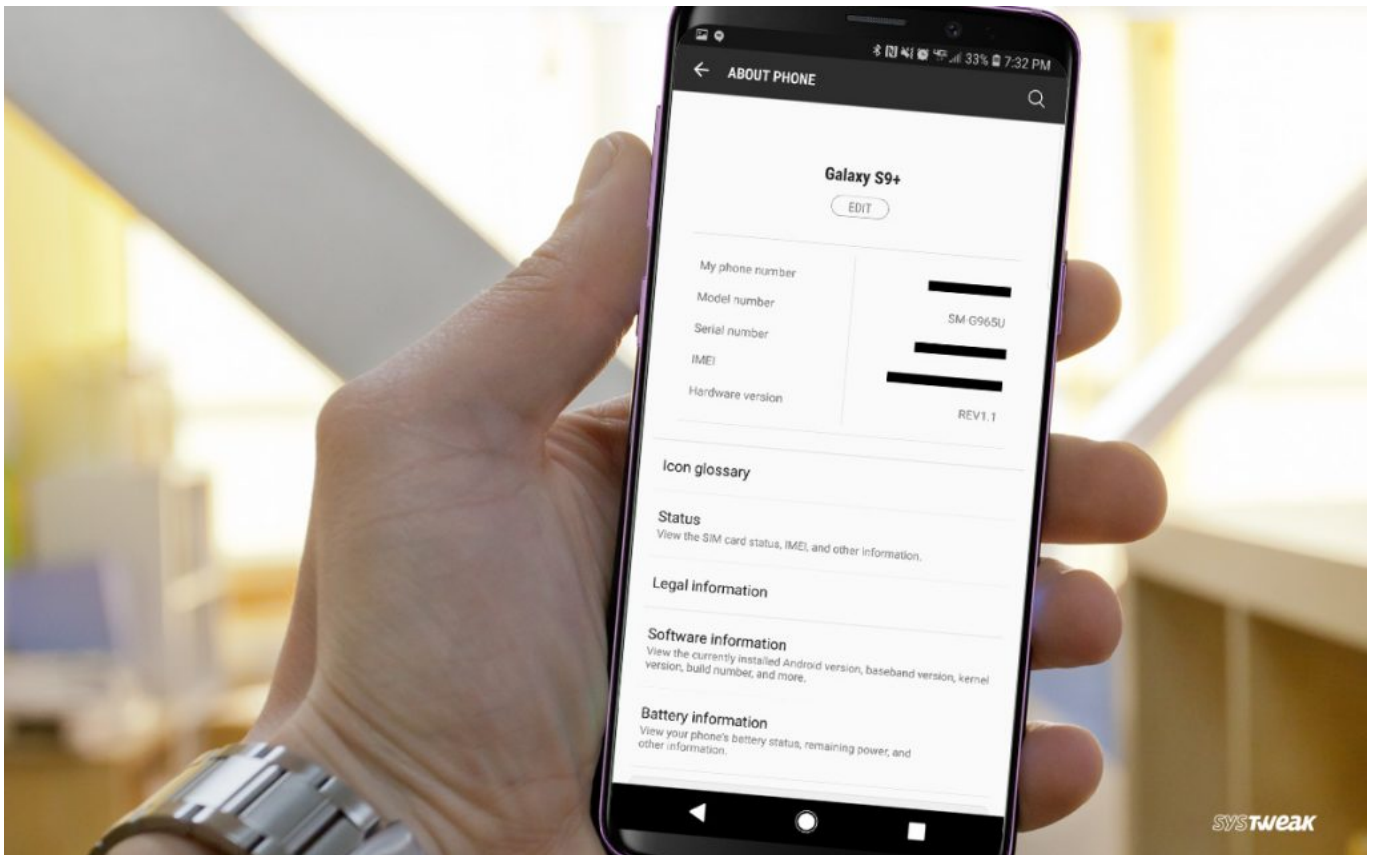 33% 7:32 PM
ABOUT PHONE
Galaxy S9+
EDIT
My phone number
Model number SM-G965U
Serial number
IMEI
Hardware version REV1.1
Icon glossary
Status
View the SIM card status, IMEI, and other information.
Legal information
Software information
View the currently installed Android version, baseband version, kernel
version, build number, and more.
Battery information
View your phone's battery status, remaining power, and
other information.
SYSTWEAK